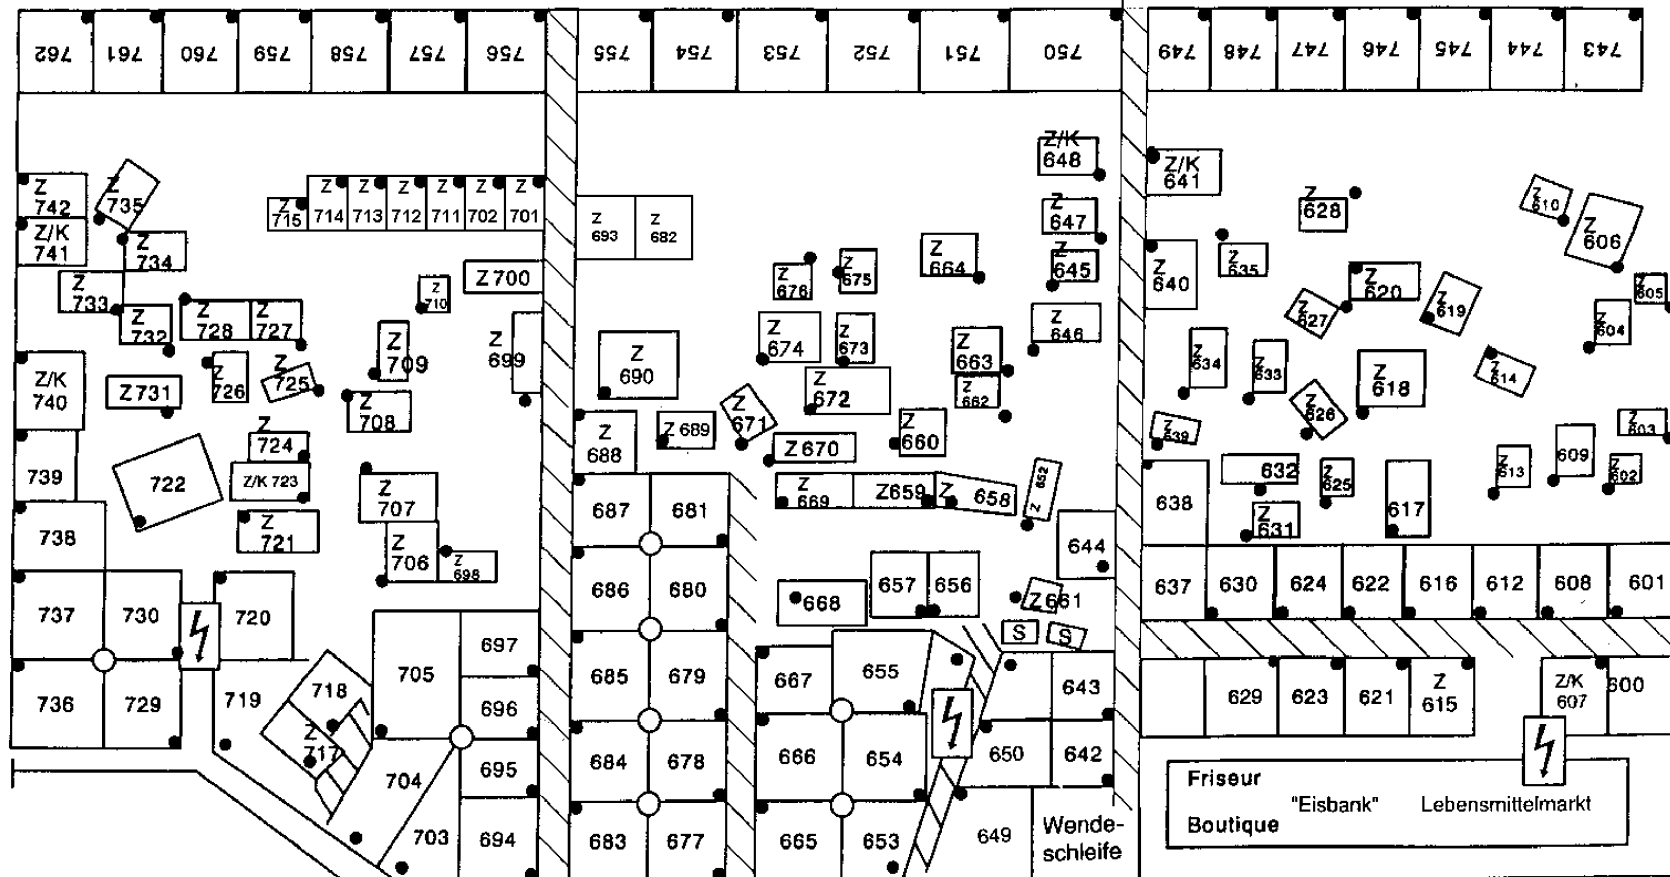 762 761 760 759 758 757 756 755 754 753 752 751 750 749 748 747 746 745 744 743
Z/K
648
Z/K
641
Z
742
Z
735
Z
715
Z
714
Z
713
Z
712
Z
711
Z
702
Z
701
Z
693
Z
682
Z
647
Z
628
Z
610
Z
606
Z/K
741
Z
734
Z
733
Z
732
Z
728
Z
727
Z
710
Z 700
Z
699
Z
709
Z
676
Z
675
Z
664
Z
645
Z
646
Z
640
Z
635
Z
620
Z
627
Z
619
Z
605
Z
604
Z/K
740
Z 731
Z
726
Z
725
Z
708
Z
690
Z
674
Z
673
Z
672
Z
663
Z
662
Z
634
Z
633
Z
626
Z
618
Z
614
Z
603
739
722
Z
724
Z/K 723
Z
721
Z
707
Z
706
Z
698
Z
688
Z 689
Z
671
Z 670
Z
660
Z
669
Z659
Z 658
Z 652
Z
639
638
Z
632
Z
631
Z
625
617
Z
613
609
Z
602
738
687 681
644
737 730 720
686 680
668
657 656
Z 661
S S
637 630 624 622 616 612 608 601
736 729 719
718
Z
717
705
697
696
695
704
703 694
685 679
684 678
683 677
667 655
666 654
665 653
643
650 642
649
Wende-
schleife
629 623 621
Z
615
Z/K
607
600
Friseur
"Eisbank" Lebensmittelmarkt
Boutique